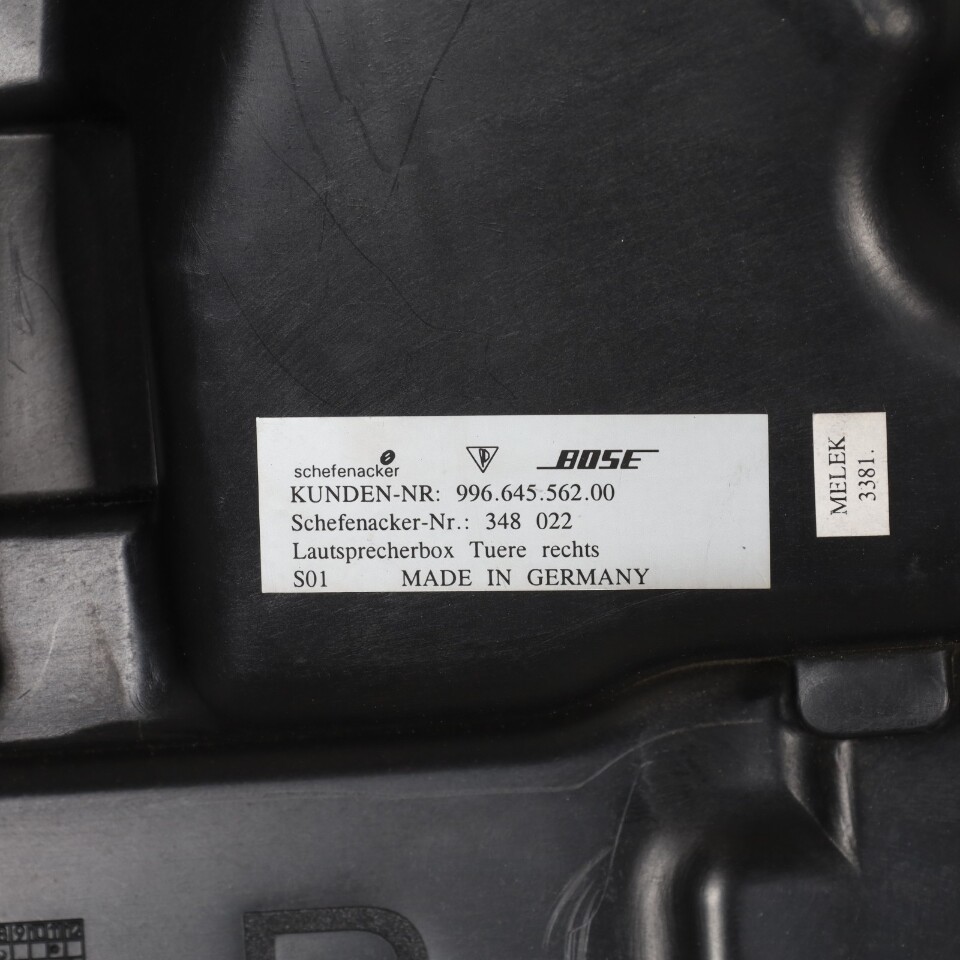 schefenacker BOSE
KUNDEN-NR: 996.645.562.00
Schefenacker-Nr.: 348 022
Lautsprecherbox Tuere rechts
S01 MADE IN GERMANY
MELEK
3381.